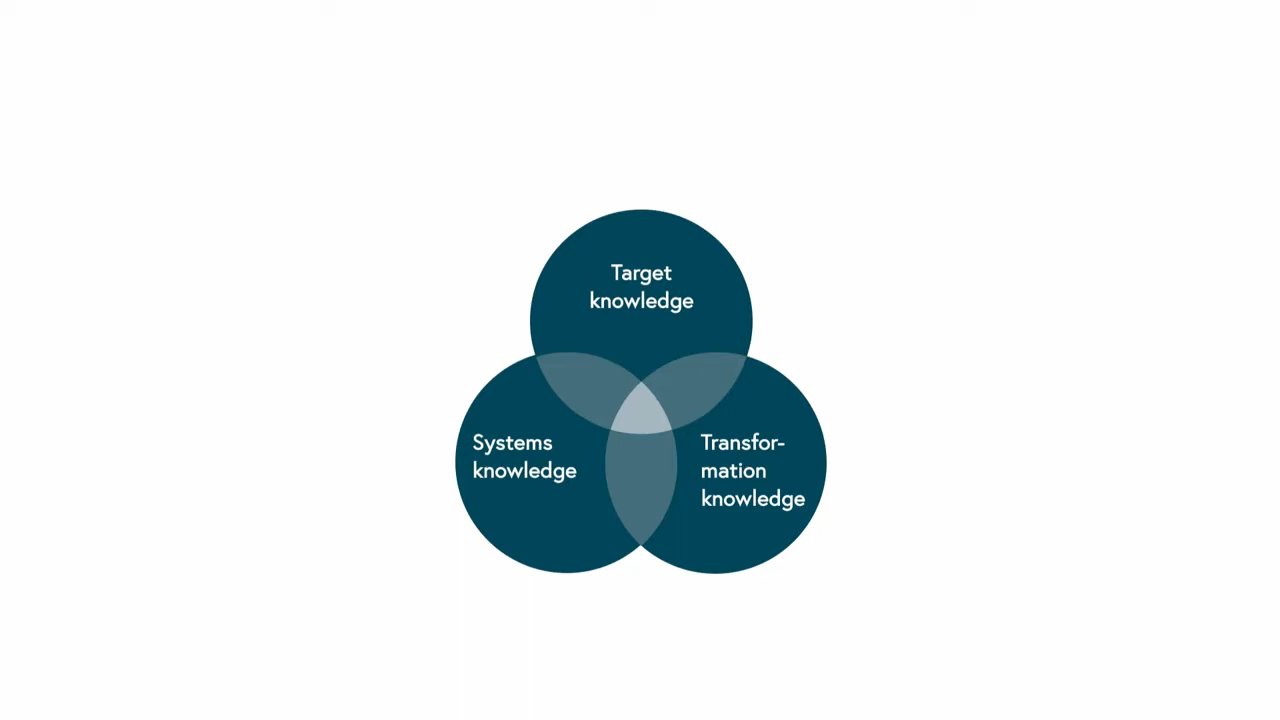 Target
knowledge
Systems
knowledge
Transfor-
mation
knowledge